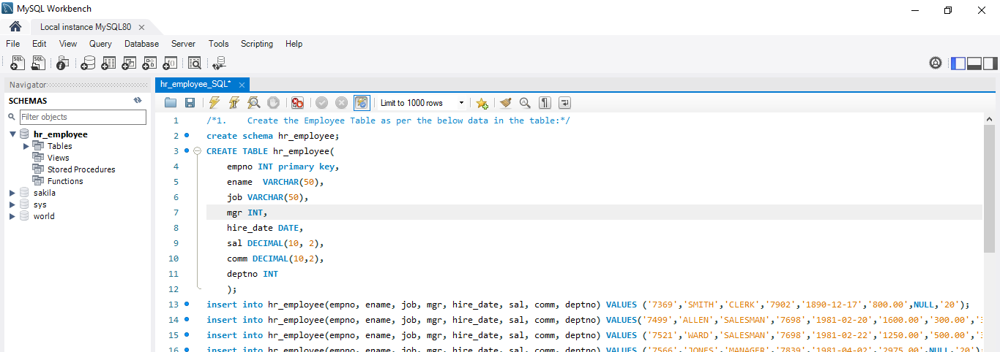 MySQL Workbench
Local instance MySQL80
File Edit View Query Database Server Tools Scripting Help
Navigator
SCHEMAS
Filter objects
hr_employee
Tables
Views
Stored Procedures
Functions
sakila
sys
world
hr_employee_SQL*
Limit to 1000 rows
1 /*1. Create the Employee Table as per the below data in the table:*/
2 create schema hr_employee;
3 CREATE TABLE hr_employee(
4 empno INT primary key,
5 ename VARCHAR(50),
6 job VARCHAR(50),
7 mgr INT,
8 hire_date DATE,
9 sal DECIMAL(10, 2),
10 comm DECIMAL(10,2),
11 deptno INT
12 );
13 insert into hr_employee(empno, ename, job, mgr, hire_date, sal, comm, deptno) VALUES ('7369','SMITH','CLERK','7902','1890-12-17','800.00',NULL,'20');
14 insert into hr_employee(empno, ename, job, mgr, hire_date, sal, comm, deptno) VALUES('7499','ALLEN','SALESMAN','7698','1981-02-20','1600.00','300.00','
15 insert into hr_employee(empno, ename, job, mgr, hire_date, sal, comm, deptno) VALUES ('7521','WARD','SALESMAN','7698','1981-02-22','1250.00','500.00','
16 insert into hr_employee(empno, ename, job, mgr, hire_date, sal, comm, deptno) VALUES ('7566','JONES','MANAGER','7839','1981-04-02','2975.00',NULL,'20')